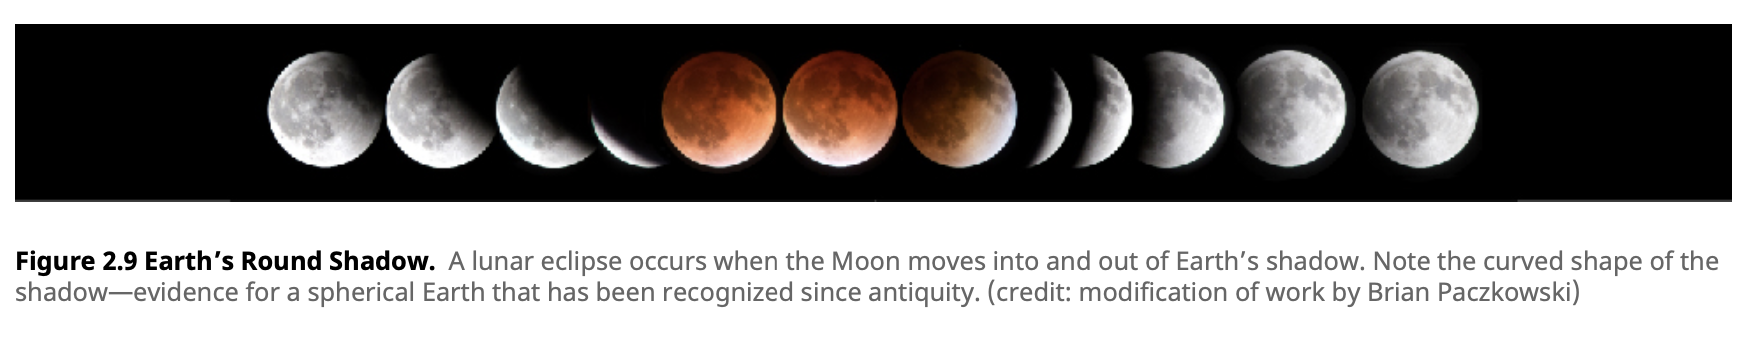 Figure 2.9 Earth’s Round Shadow. A lunar eclipse occurs when the Moon moves into and out of Earth’s shadow. Note the curved shape of the
shadow—evidence for a spherical Earth that has been recognized since antiquity. (credit: modification of work by Brian Paczkowski)